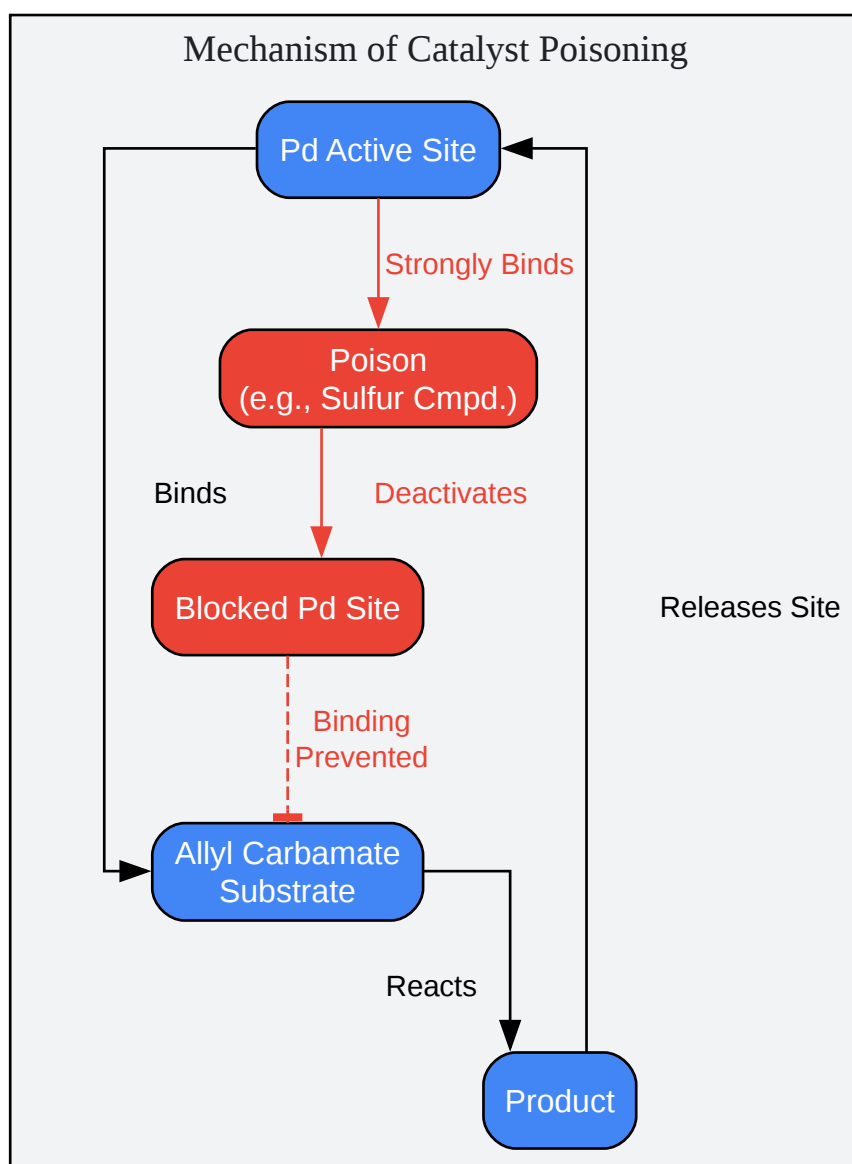 Mechanism of Catalyst Poisoning
Pd Active Site
Strongly Binds
Poison
(e.g., Sulfur Cmpd.)
Binds
Deactivates
Blocked Pd Site
Releases Site
Binding
Prevented
Allyl Carbamate
Substrate
Reacts
Product